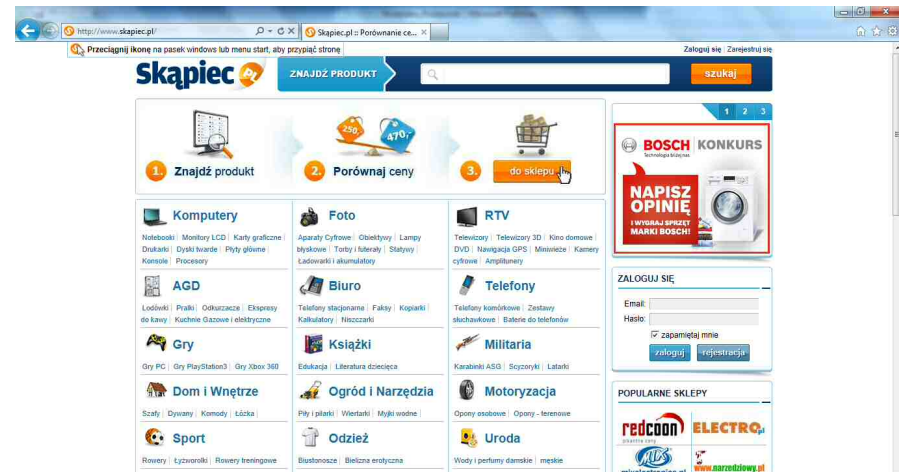 http://www.skapiec.pl/
Skąpiec.pl :: Porównanie ce...
Przeciągnij ikonę na pasek windows lub menu start, aby przypiąć stronę
Zaloguj się | Zarejestruj się
Skąpiec.pl
ZNAJDŹ PRODUKT
szukaj
1. Znajdź produkt
250,-
470,-
2. Porównaj ceny
3. do sklepu
1 2 3
BOSCH
Technologia bliżej nas
KONKURS
NAPISZ
OPINIĘ
I WYGRAJ SPRZĘT
MARKI BOSCH!
Komputery
Notebooki | Monitory LCD | Karty graficzne |
Drukarki | Dyski twarde | Płyty główne |
Konsole | Procesory
Foto
Aparaty Cyfrowe | Obiektywy | Lampy
błyskowe | Torby i futerały | Statywy |
Ładowarki i akumulatory
RTV
Telewizory | Telewizory 3D | Kino domowe |
DVD | Nawigacja GPS | Miniwieże | Kamery
cyfrowe | Amplitunery
AGD
Lodówki | Pralki | Odkurzacze | Ekspresy
do kawy | Kuchnie Gazowe i elektryczne
Biuro
Telefony stacjonarne | Faksy | Kopiarki |
Kalkulatory | Niszczarki
Telefony
Telefony komórkowe | Zestawy
słuchawkowe | Baterie do telefonów
Gry
Gry PC | Gry PlayStation3 | Gry Xbox 360
Książki
Edukacja | Literatura dziecięca
Militaria
Karabinki ASG | Scyzoryki | Latarki
Dom i Wnętrze
Szafy | Dywany | Komody | Łóżka |
Ogród i Narzędzia
Piły i pilarki | Wiertarki | Myjki wodne |
Motoryzacja
Opony osobowe | Opony - terenowe
Sport
Rowery | Łyżworolki | Rowery treningowe
Odzież
Biustonosze | Bielizna erotyczna
Uroda
Wody i perfumy damskie | męskie
ZALOGUJ SIĘ
Email:
Hasło:
zapamiętaj mnie
zaloguj
rejestracja
POPULARNE SKLEPY
redcoon
pikantne ceny
ELECTRO.pl
www.narzedziowy.pl